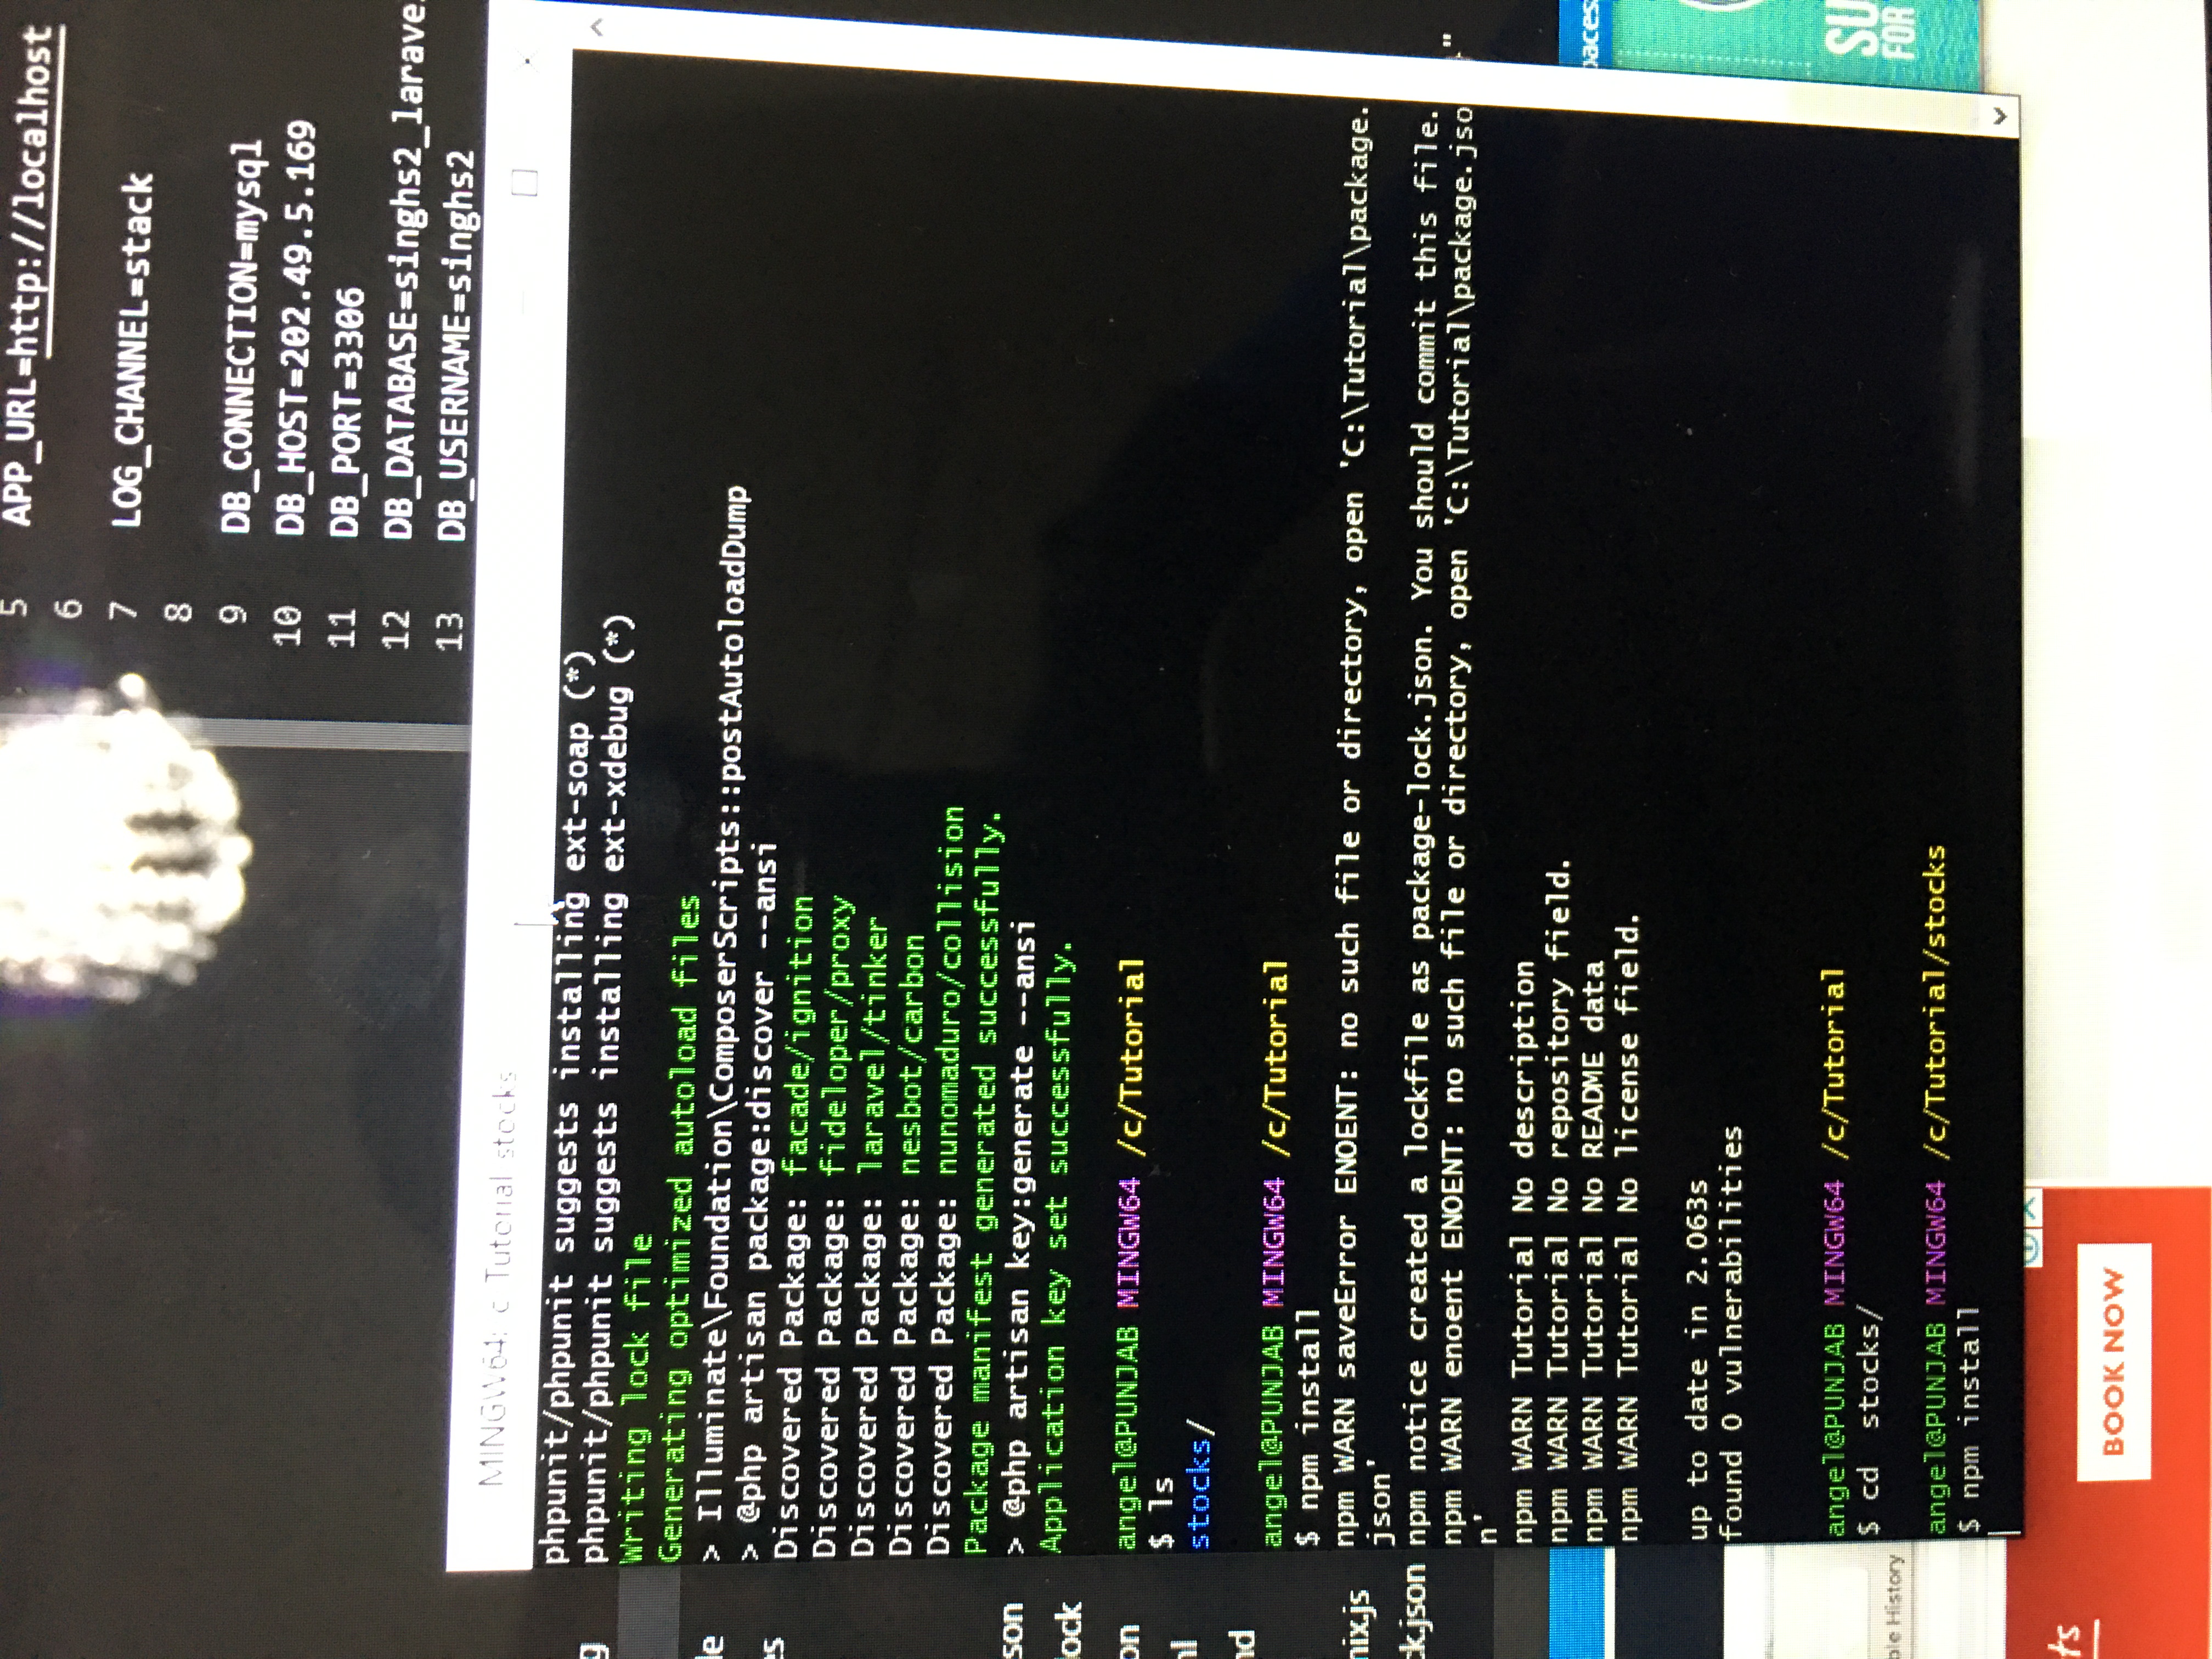 5 APP_URL=http://localhost
6
7 LOG_CHANNEL=stack
8
9 DB_CONNECTION=mysql
10 DB_HOST=202.49.5.169
11 DB_PORT=3306
12 DB_DATABASE=singhs2_larave
13 DB_USERNAME=singhs2
MINGW64: c Tutorial stocks
phpunit/phpunit suggests installing ext-soap (*)
phpunit/phpunit suggests installing ext-xdebug (*)
Writing lock file
Generating optimized autoload files
> Illuminate\Foundation\ComposerScripts::postAutoloadDump
> @php artisan package:discover --ansi
Discovered Package: facade/ignition
Discovered Package: fideloper/proxy
Discovered Package: laravel/tinker
Discovered Package: nesbot/carbon
Discovered Package: nunomaduro/collision
Package manifest generated successfully.
> @php artisan key:generate --ansi
Application key set successfully.
angel@PUNJAB MINGW64 /c/Tutorial
$ ls
stocks/
angel@PUNJAB MINGW64 /c/Tutorial
$ npm install
npm WARN saveError ENOENT: no such file or directory, open 'C:\Tutorial\package.
json'
npm notice created a lockfile as package-lock.json. You should commit this file.
npm WARN enoent ENOENT: no such file or directory, open 'C:\Tutorial\package.jso
n'
npm WARN Tutorial No description
npm WARN Tutorial No repository field.
npm WARN Tutorial No README data
npm WARN Tutorial No license field.
up to date in 2.063s
found 0 vulnerabilities
angel@PUNJAB MINGW64 /c/Tutorial
$ cd  stocks/
angel@PUNJAB MINGW64 /c/Tutorial/stocks
$ npm install
g
le
es
son
lock
on
ml
md
mix.js
ck.json
"
paces
ble History
SU
FOR
ts
BOOK NOW